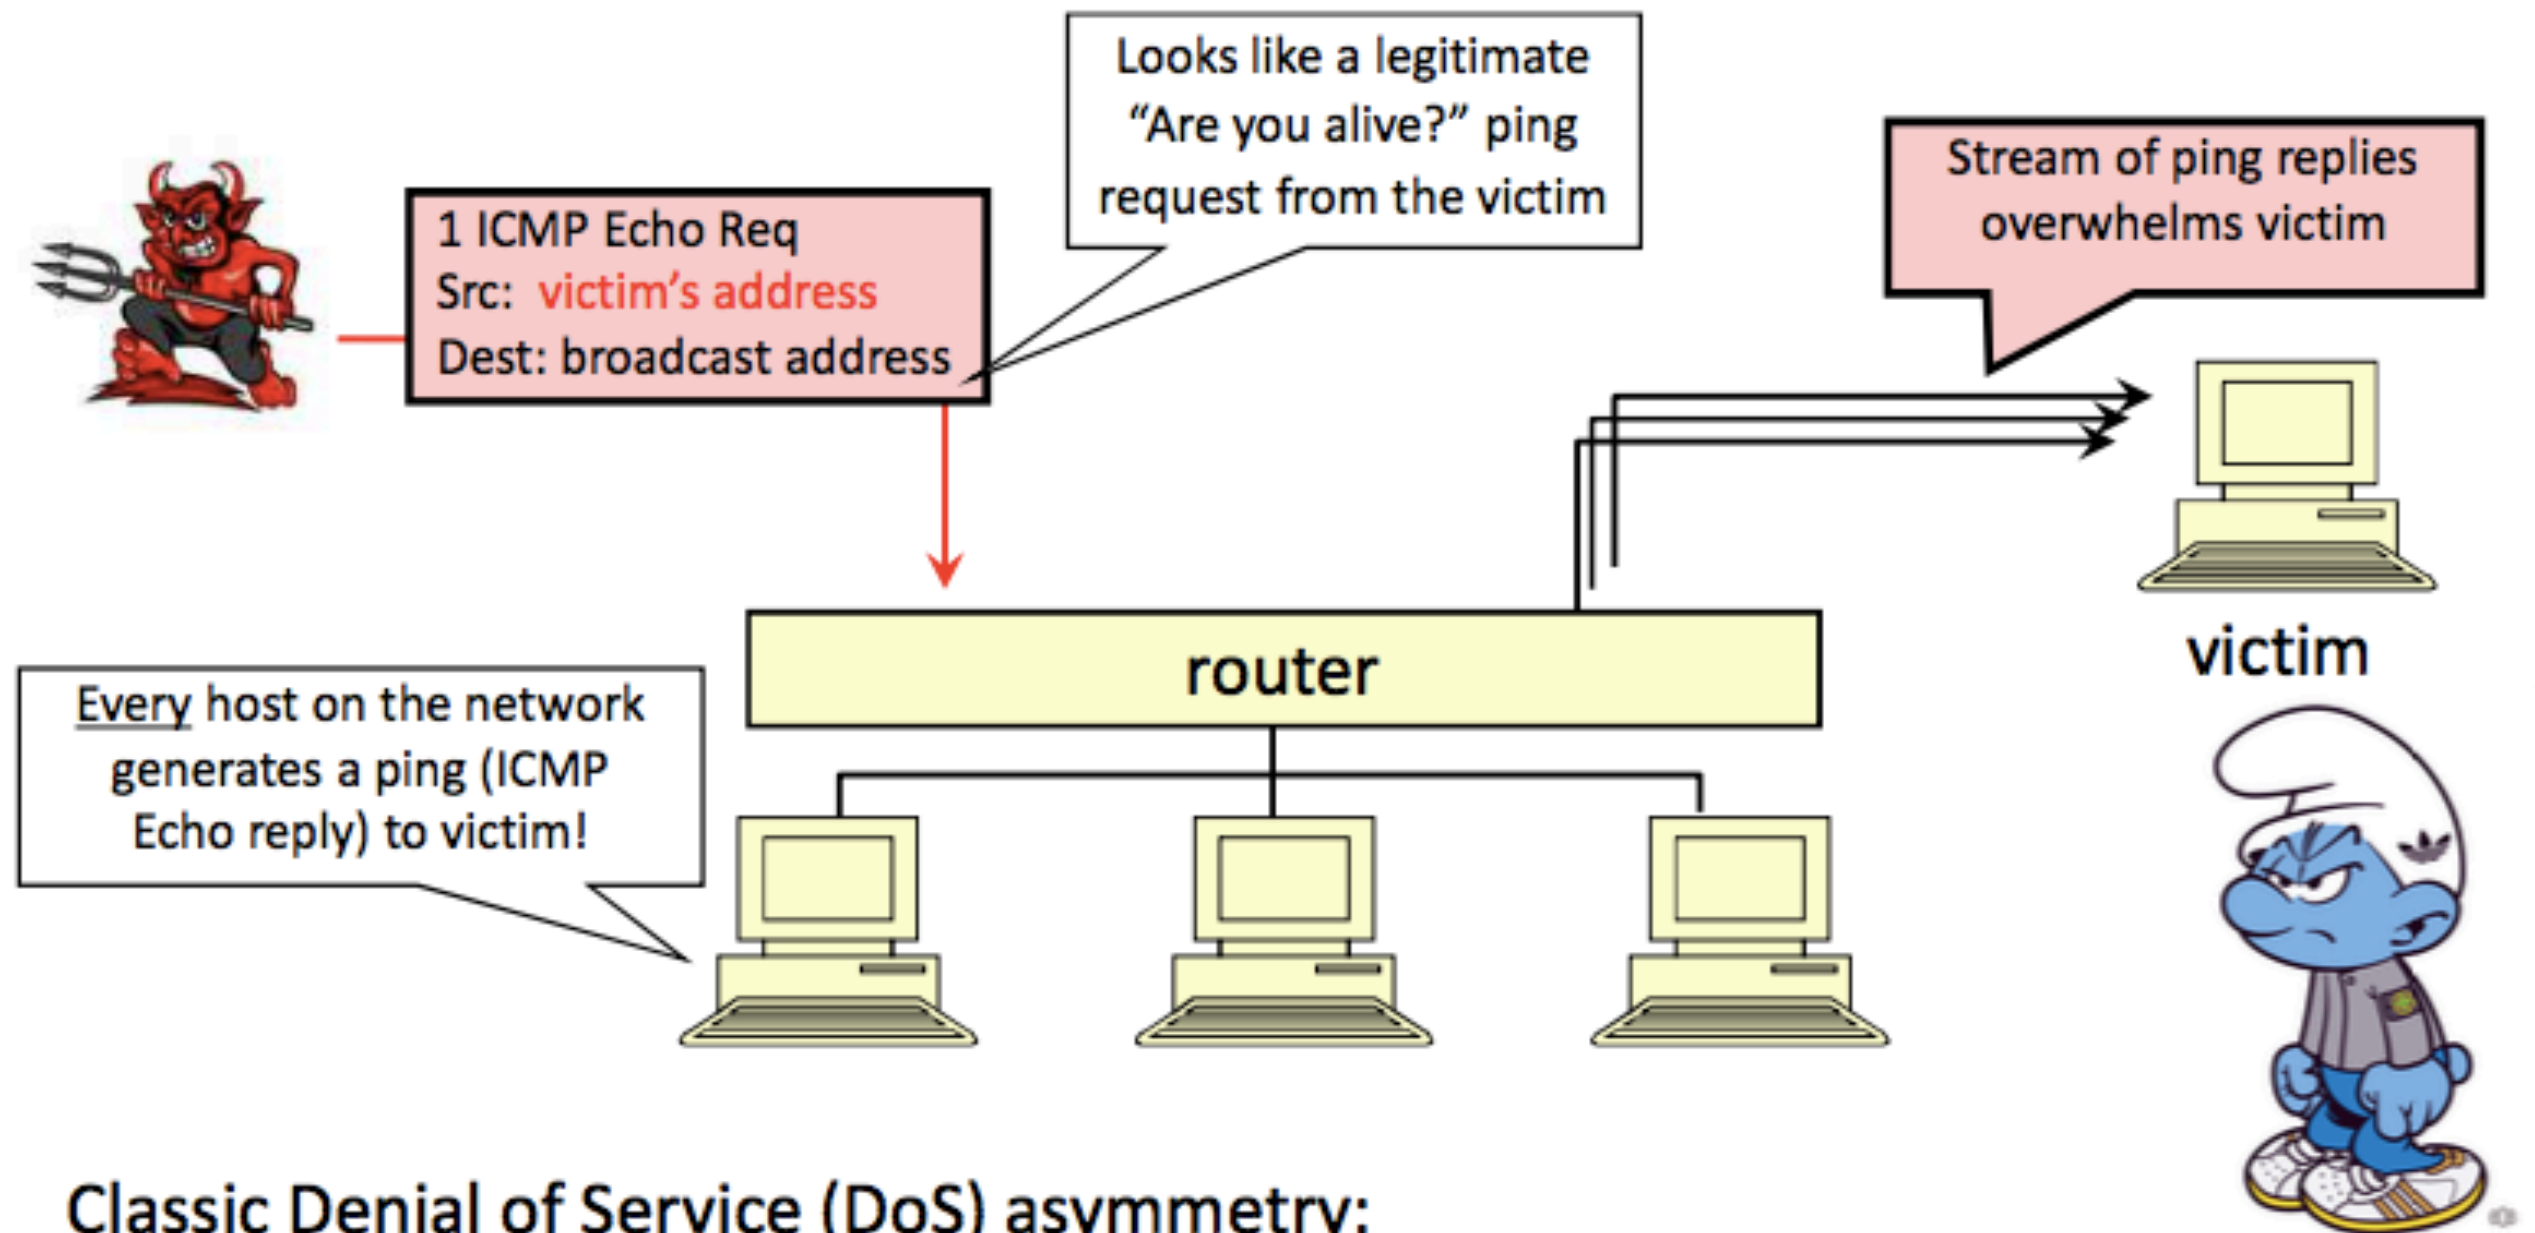 Looks like a legitimate
“Are you alive?” ping
request from the victim
Stream of ping replies
overwhelms victim
1 ICMP Echo Req
Src: victim’s address
Dest: broadcast address
router
victim
Every host on the network
generates a ping (ICMP
Echo reply) to victim!
Classic Denial of Service (DoS) asymmetry: